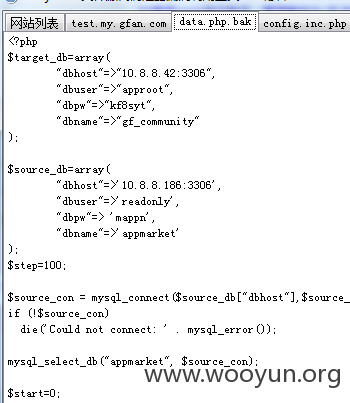 网站列表 test.my.gfan.com data.php.bak config.inc.php
<?php
$target_db=array(
"dbhost"=>"10.8.8.42:3306",
"dbuser"=>"approot",
"dbpw"=>"kf8syt",
"dbname"=>"gf_community"
);
$source_db=array(
"dbhost"=>'10.8.8.186:3306',
"dbuser"=>'readonly',
"dbpw"=> 'mappn',
"dbname"=>'appmarket'
);
$step=100;
$source_con = mysql_connect($source_db["dbhost"],$source_
if (!$source_con)
die('Could not connect: ' . mysql_error());
mysql_select_db("appmarket", $source_con);
www.wooyun.org
$start=0;